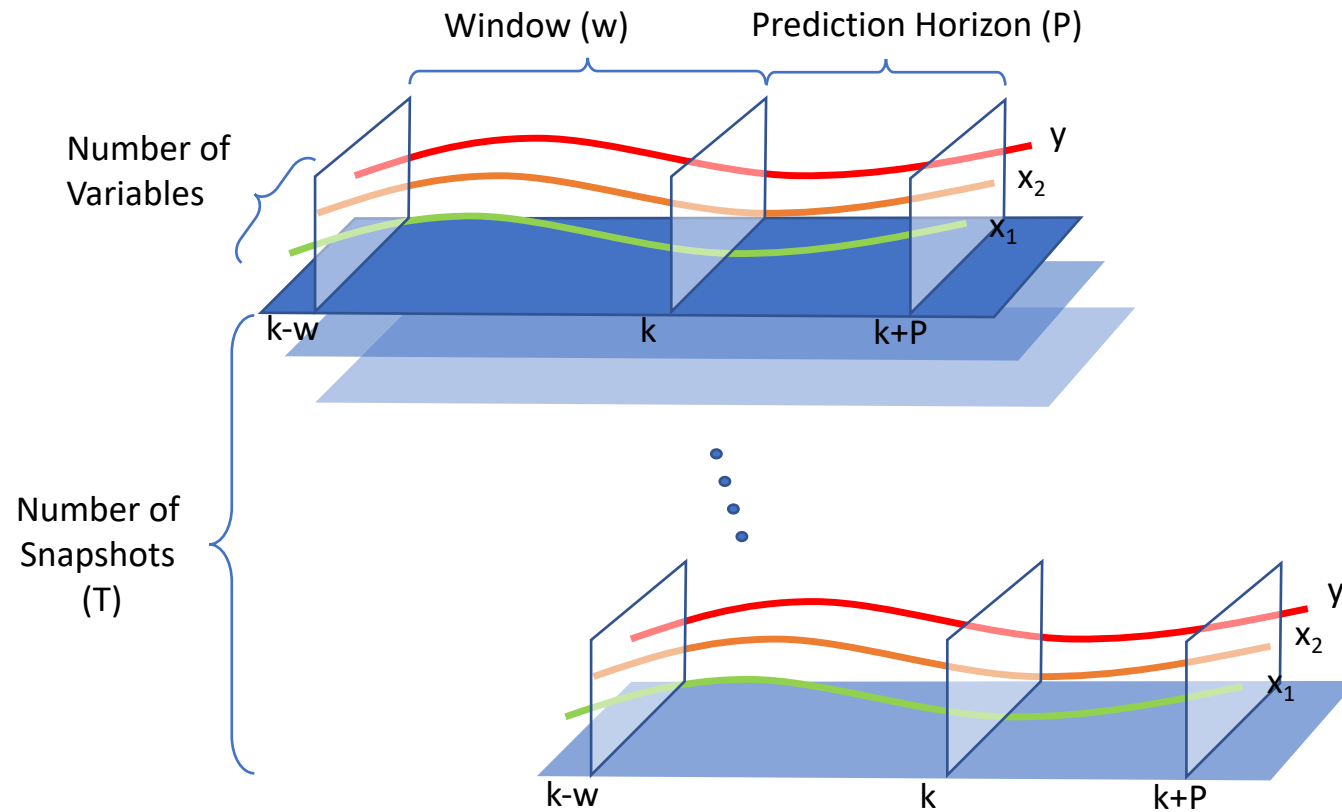 Window (w)
Prediction Horizon (P)
Number of
Variables
y
x₂
x₁
k-w
k
k+P
Number of
Snapshots
(T)
y
x₂
x₁
k-w
k
k+P